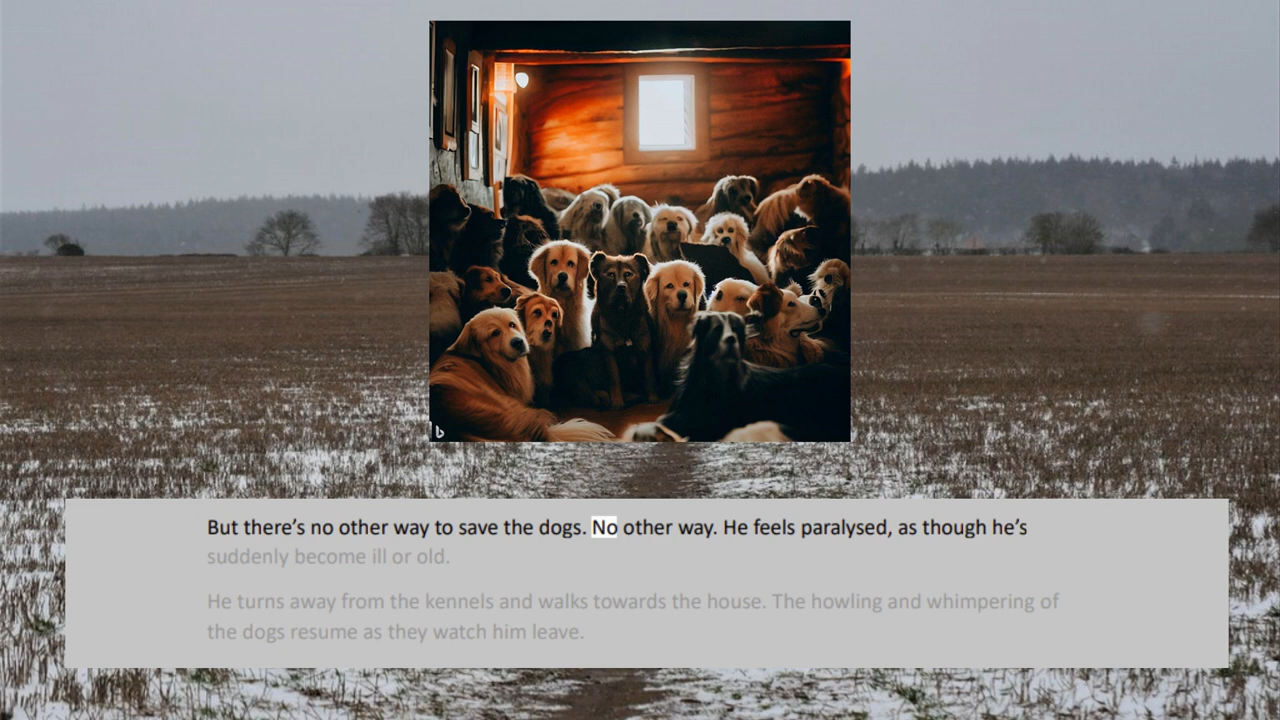 But there’s no other way to save the dogs. No other way. He feels paralysed, as though he’s
suddenly become ill or old.
He turns away from the kennels and walks towards the house. The howling and whimpering of
the dogs resume as they watch him leave.